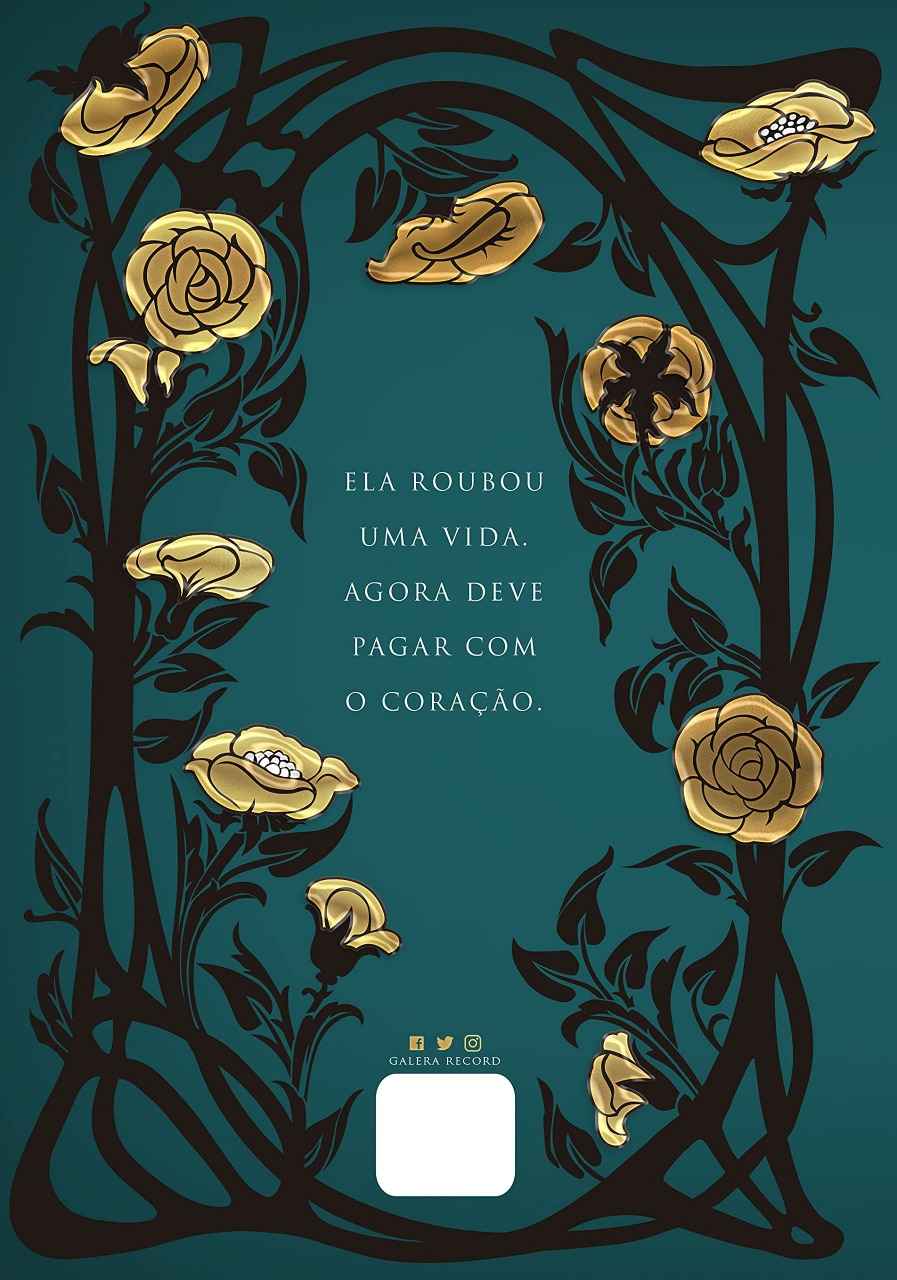 ELA ROUBOU
UMA VIDA.
AGORA DEVE
PAGAR COM
O CORAÇÃO.
GALERA RECORD